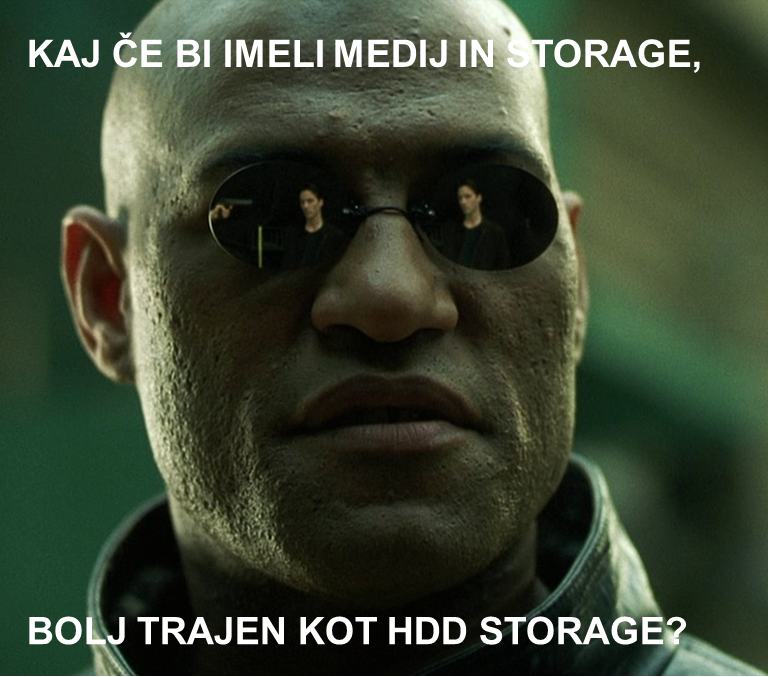 KAJ ČE BI IMELI MEDIJ IN STORAGE,
BOLJ TRAJEN KOT HDD STORAGE?